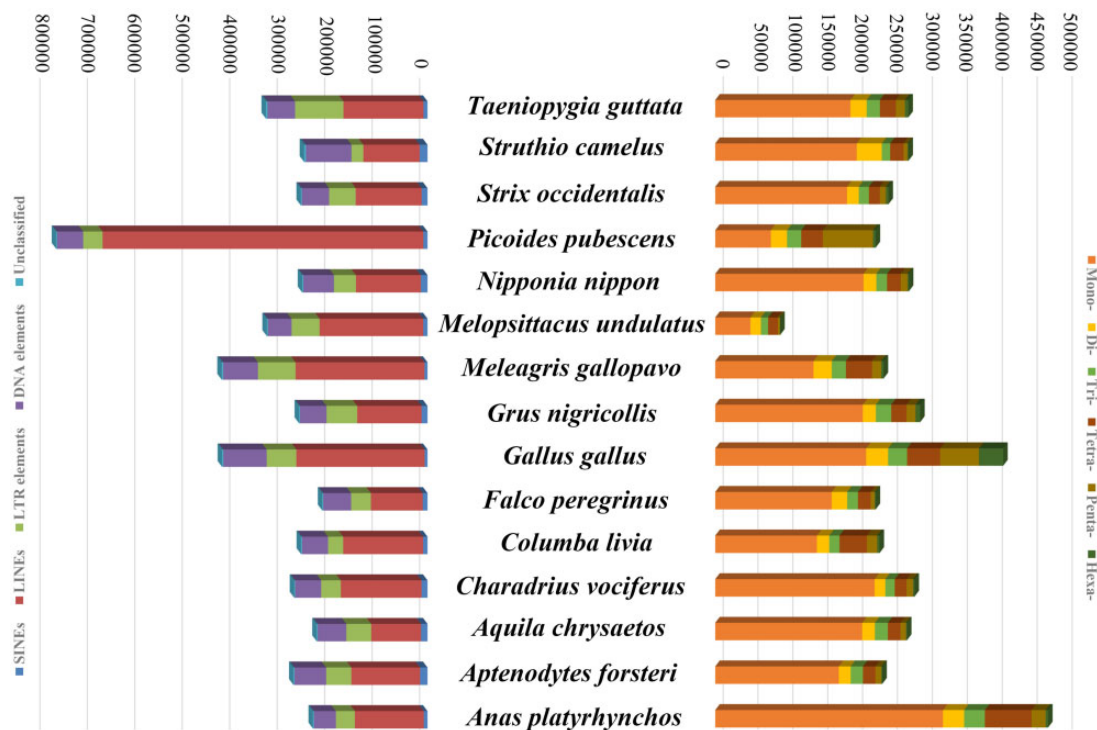 800000
700000
600000
500000
400000
300000
200000
100000
0
0
50000
100000
150000
200000
250000
300000
350000
400000
450000
500000
Taeniopygia guttata
Struthio camelus
Strix occidentalis
Picoides pubescens
Nipponia nippon
Melopsittacus undulatus
Meleagris gallopavo
Grus nigricollis
Gallus gallus
Falco peregrinus
Columba livia
Charadrius vociferus
Aquila chrysaetos
Aptenodytes forsteri
Anas platyrhynchos
SINEs
LINEs
LTR elements
DNA elements
Unclassified
Mono-
Di-
Tri-
Tetra-
Penta-
Hexa-